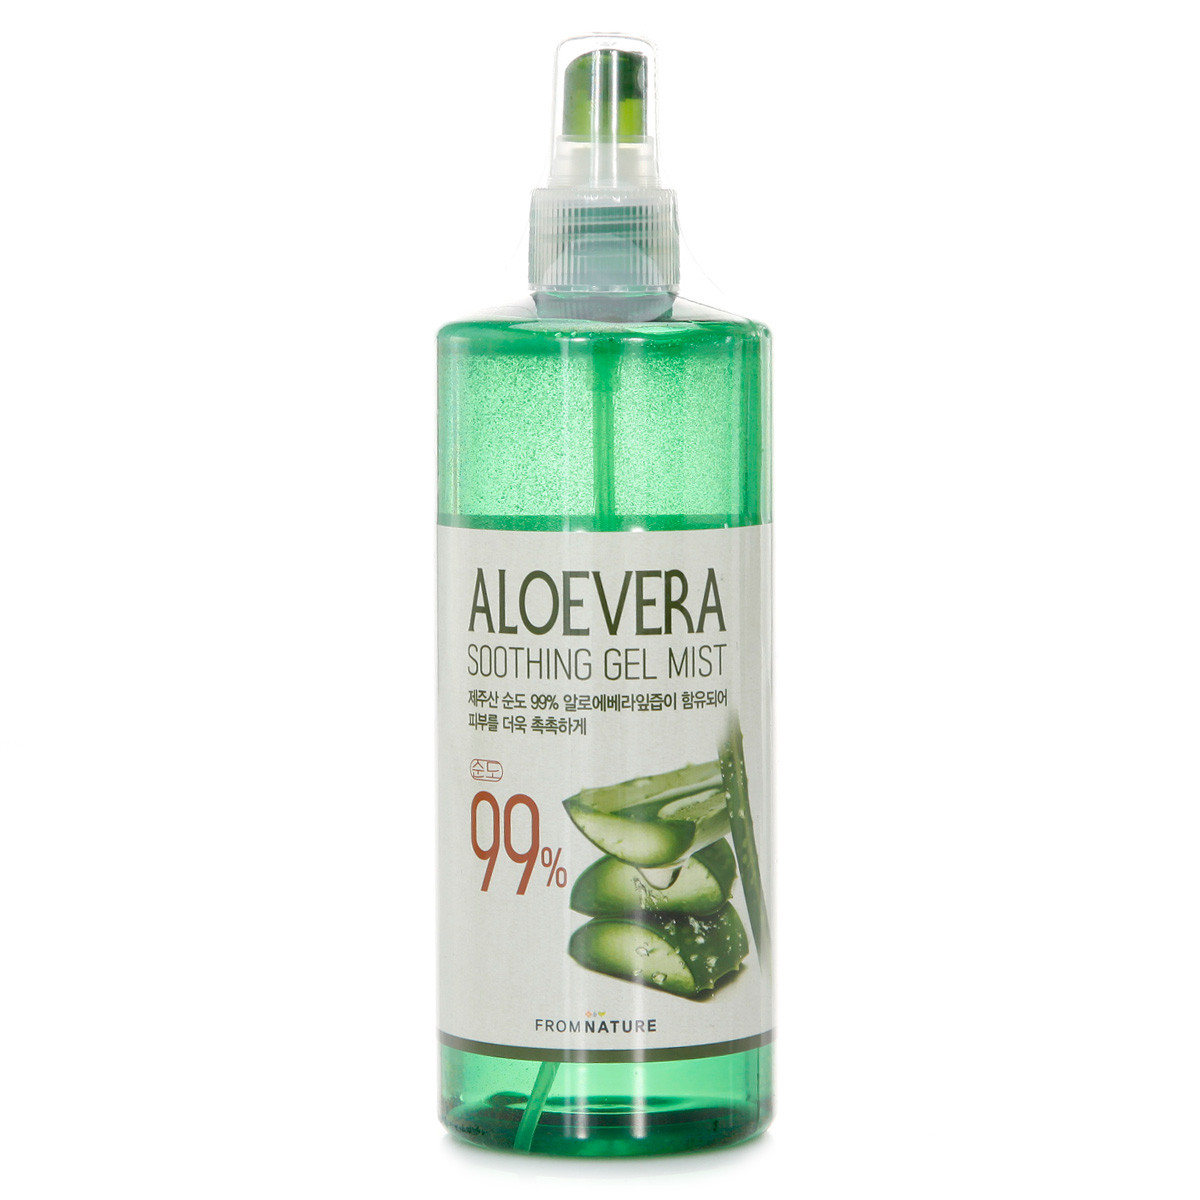 ALOEVERA
SOOTHING GEL MIST
제주산 순도 99% 알로에베라잎즙이 함유되어
피부를 더욱 촉촉하게
순도
99%
FROMNATURE